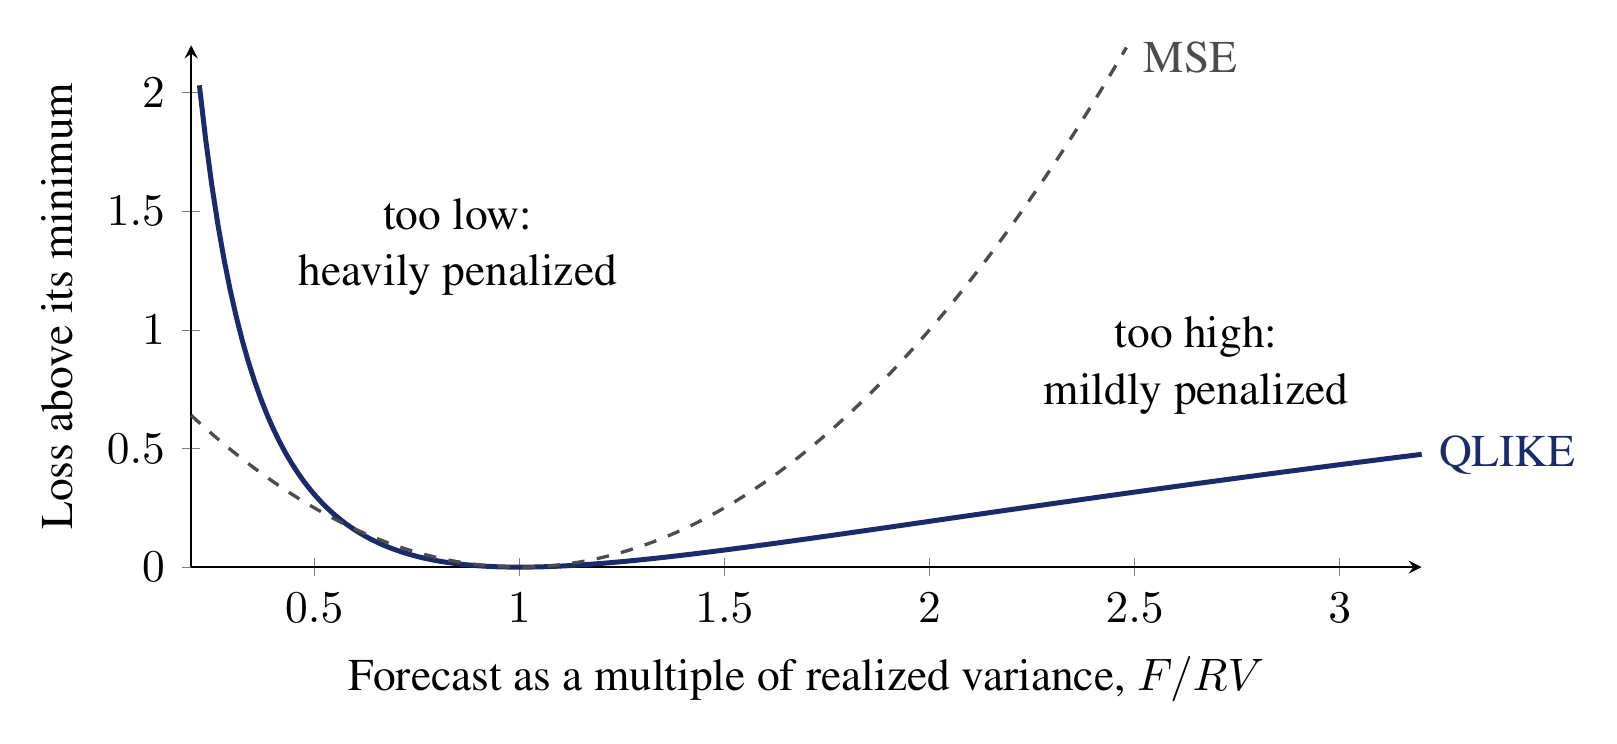 MSE
2
1.5
1
0.5
0
Loss above its minimum
too low:
heavily penalized
too high:
mildly penalized
QLIKE
0.5 1 1.5 2 2.5 3
Forecast as a multiple of realized variance, F/RV